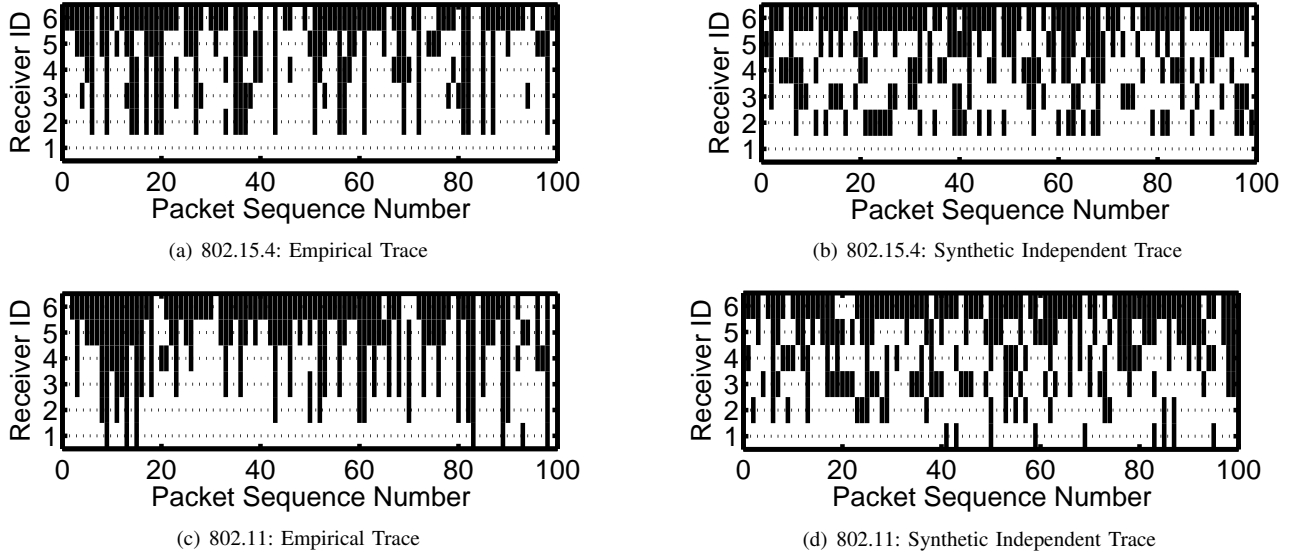 Receiver ID
6
5
4
3
2
1
0 20 40 60 80 100
Packet Sequence Number
(a) 802.15.4: Empirical Trace
Receiver ID
6
5
4
3
2
1
0 20 40 60 80 100
Packet Sequence Number
(b) 802.15.4: Synthetic Independent Trace
Receiver ID
6
5
4
3
2
1
0 20 40 60 80 100
Packet Sequence Number
(c) 802.11: Empirical Trace
Receiver ID
6
5
4
3
2
1
0 20 40 60 80 100
Packet Sequence Number
(d) 802.11: Synthetic Independent Trace